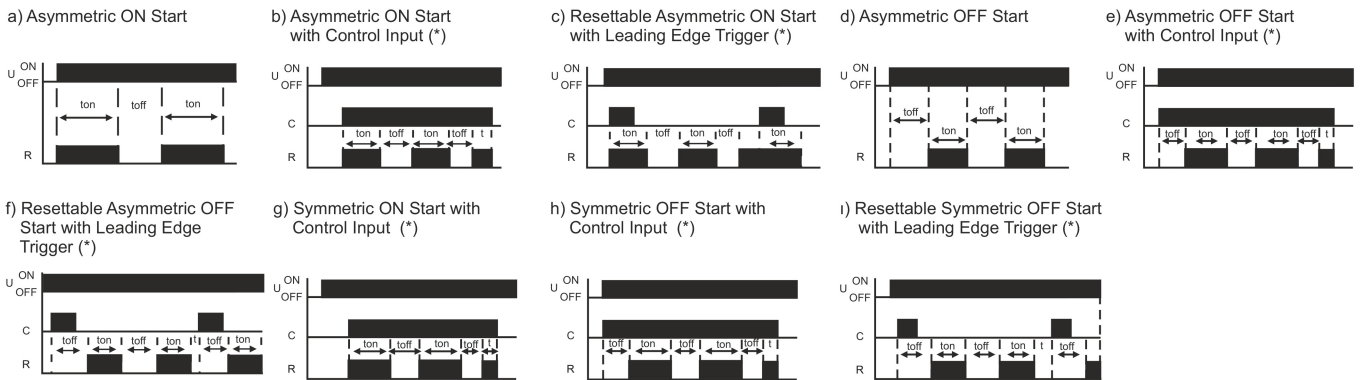 a) Asymmetric ON Start
U ON
OFF
ton toff ton
R
b) Asymmetric ON Start
with Control Input (*)
U ON
OFF
C
ton toff ton toff t
R
c) Resettable Asymmetric ON Start
with Leading Edge Trigger (*)
U ON
OFF
C
ton toff ton toff ton
R
d) Asymmetric OFF Start
U ON
OFF
toff toff
ton ton
R
e) Asymmetric OFF Start
with Control Input (*)
U ON
OFF
C
toff ton toff ton toff t
R
f) Resettable Asymmetric OFF
Start with Leading Edge
Trigger (*)
U ON
OFF
C
toff ton toff ton t toff ton
R
g) Symmetric ON Start with
Control Input (*)
U ON
OFF
C
ton toff ton toff t
R
h) Symmetric OFF Start with
Control Input (*)
U ON
OFF
C
toff ton toff ton toff t
R
ı) Resettable Symmetric OFF Start
with Leading Edge Trigger (*)
U ON
OFF
C
toff ton toff ton t toff
R